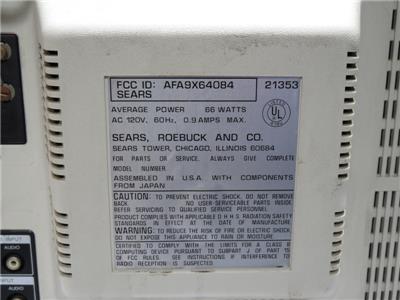 FCC ID: AFA9X64084 21353
SEARS
AVERAGE POWER 66 WATTS
AC 120V, 60Hz, 0.9 AMPS MAX.
UL
SEARS, ROEBUCK AND CO.
SEARS TOWER, CHICAGO, ILLINOIS 60684
FOR PARTS OR SERVICE, ALWAYS GIVE COMPLETE
MODEL NUMBER
ASSEMBLED IN U.S.A. WITH COMPONENTS
FROM JAPAN
CAUTION: TO PREVENT ELECTRIC SHOCK, DO NOT REMOVE
BACK. NO USER-SERVICEABLE PARTS INSIDE.
REFER SERVICING TO QUALIFIED SERVICE PERSONNEL.
PRODUCT COMPLIES WITH APPLICABLE D H H S RADIATION SAFETY
STANDARDS IN EFFECT AT THE DATE OF MANUFACTURE.
WARNING: TO REDUCE THE RISK OF FIRE OR ELECTRIC SHOCK,
DO NOT EXPOSE THIS APPLIANCE TO RAIN OR MOISTURE.
CERTIFIED TO COMPLY WITH THE LIMITS FOR A CLASS B
COMPUTING DEVICE PURSUANT TO SUBPART J OF PART 15
OF FCC RULES. SEE INSTRUCTIONS IF INTERFERENCE TO
RADIO RECEPTION IS SUSPECTED.
INPUT
AUDIO
INPUT
AUDIO